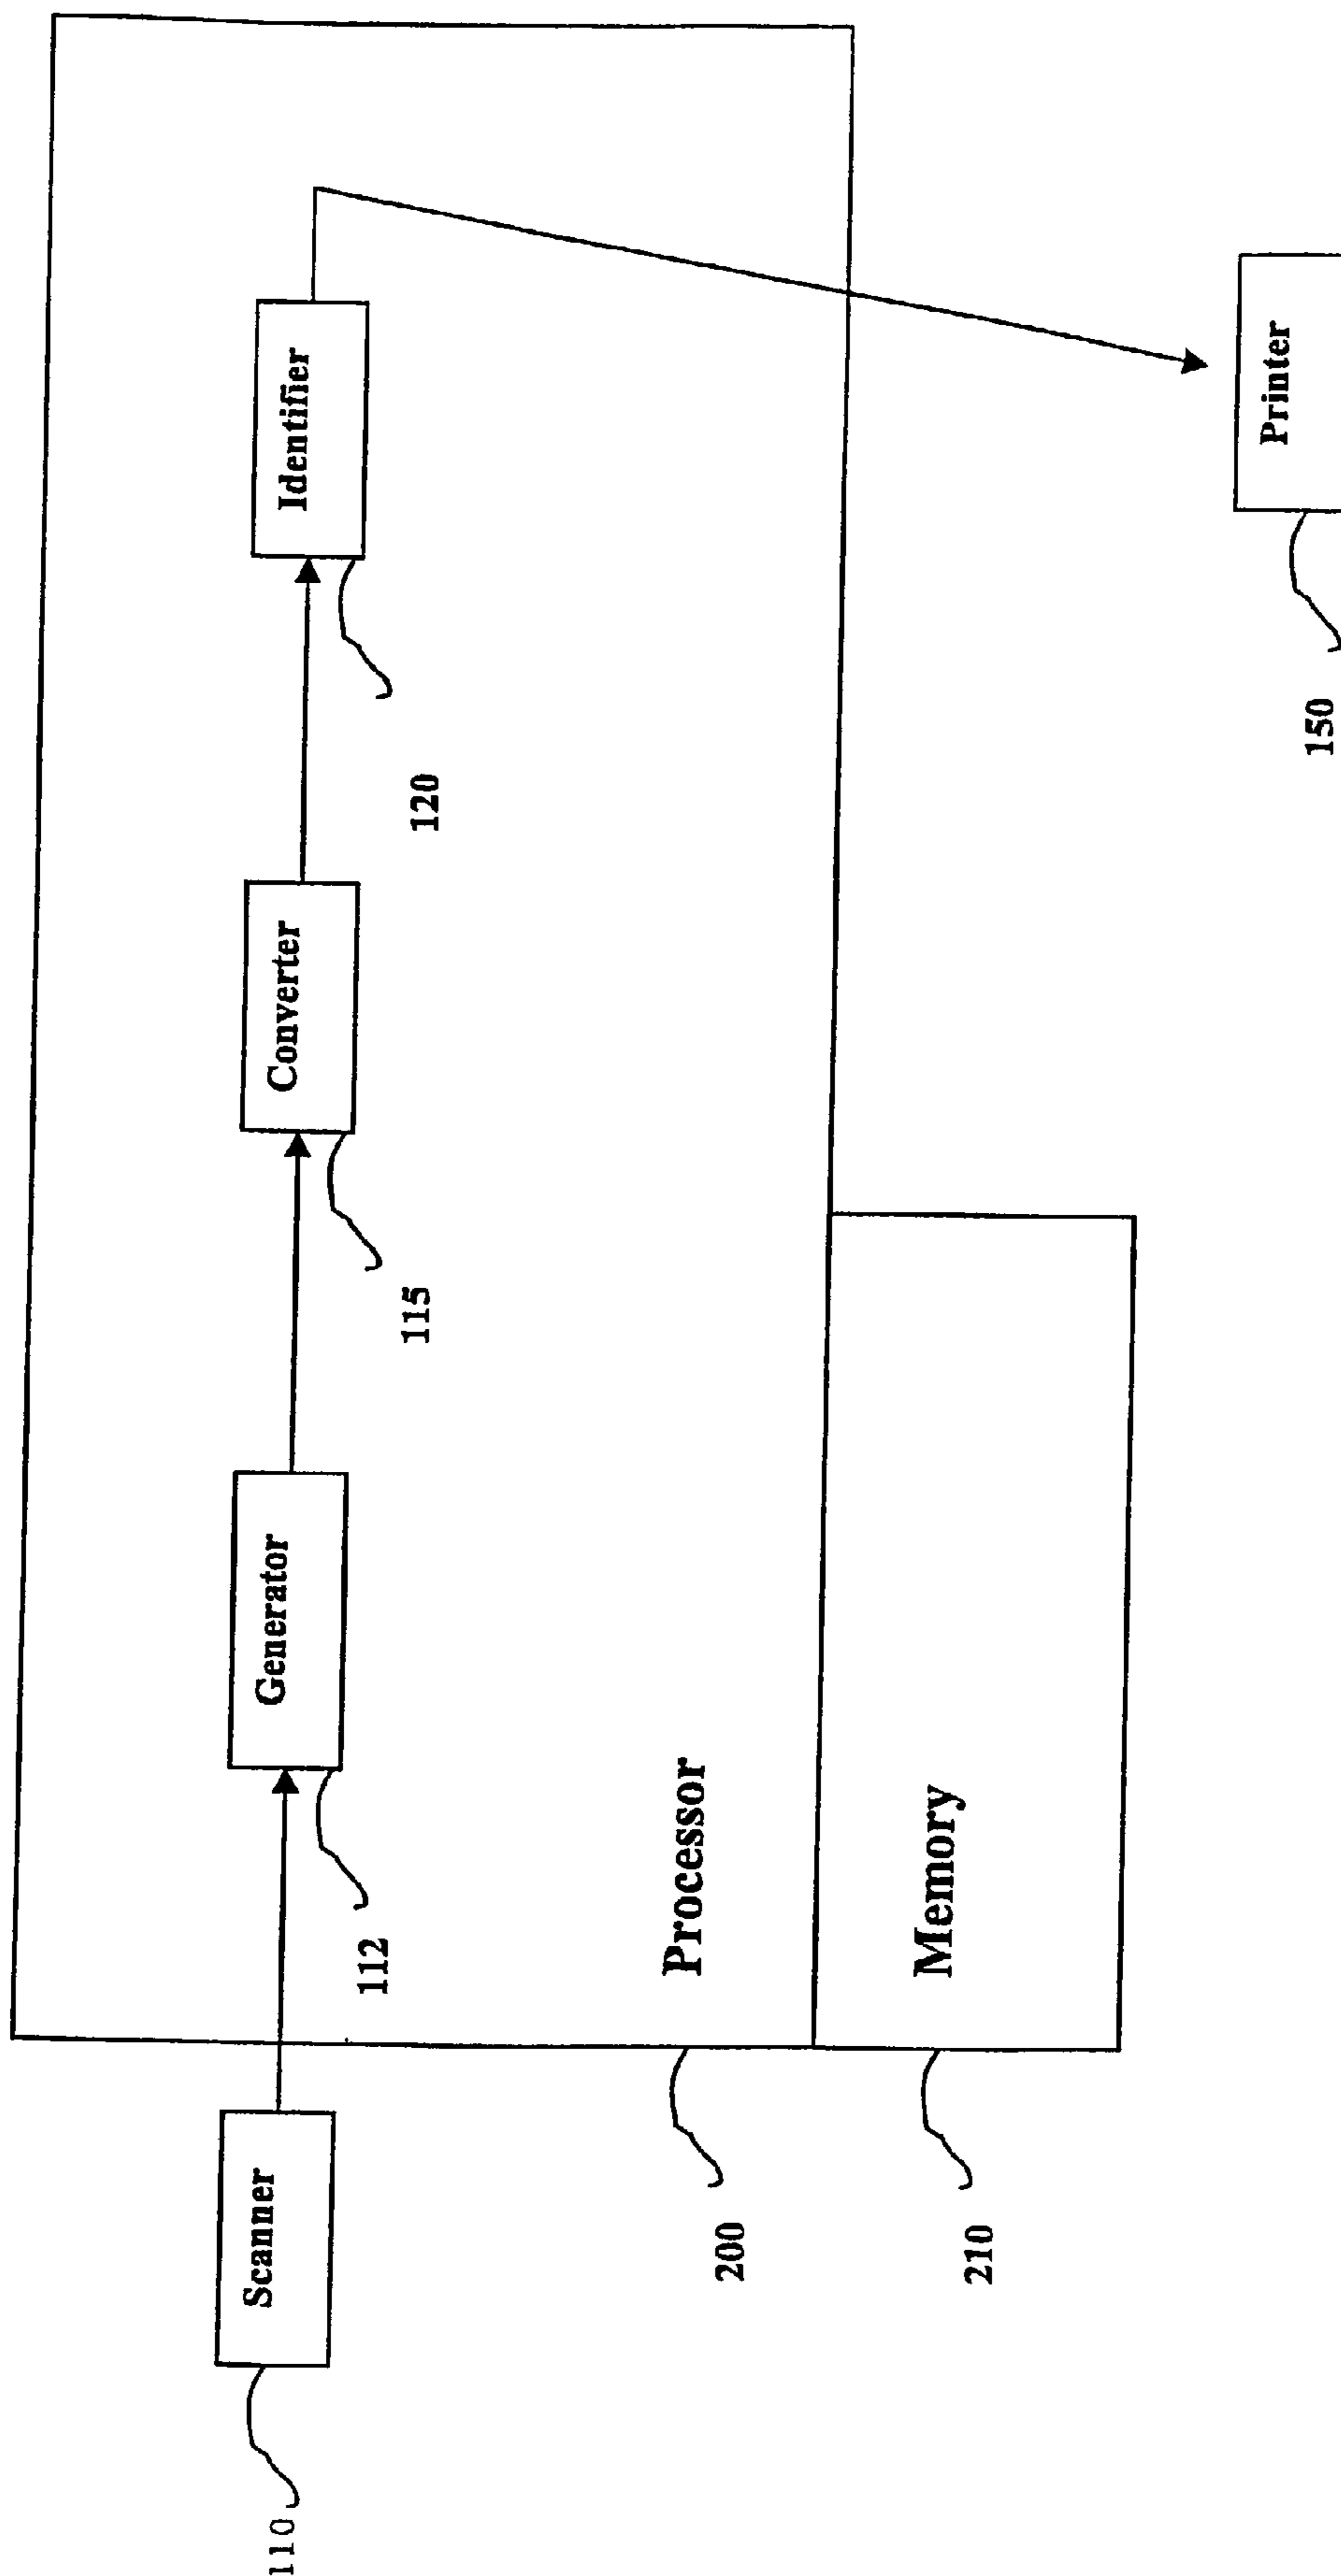 Scanner
110
Generator
112
Converter
115
Identifier
120
Processor
200
Memory
210
Printer
150